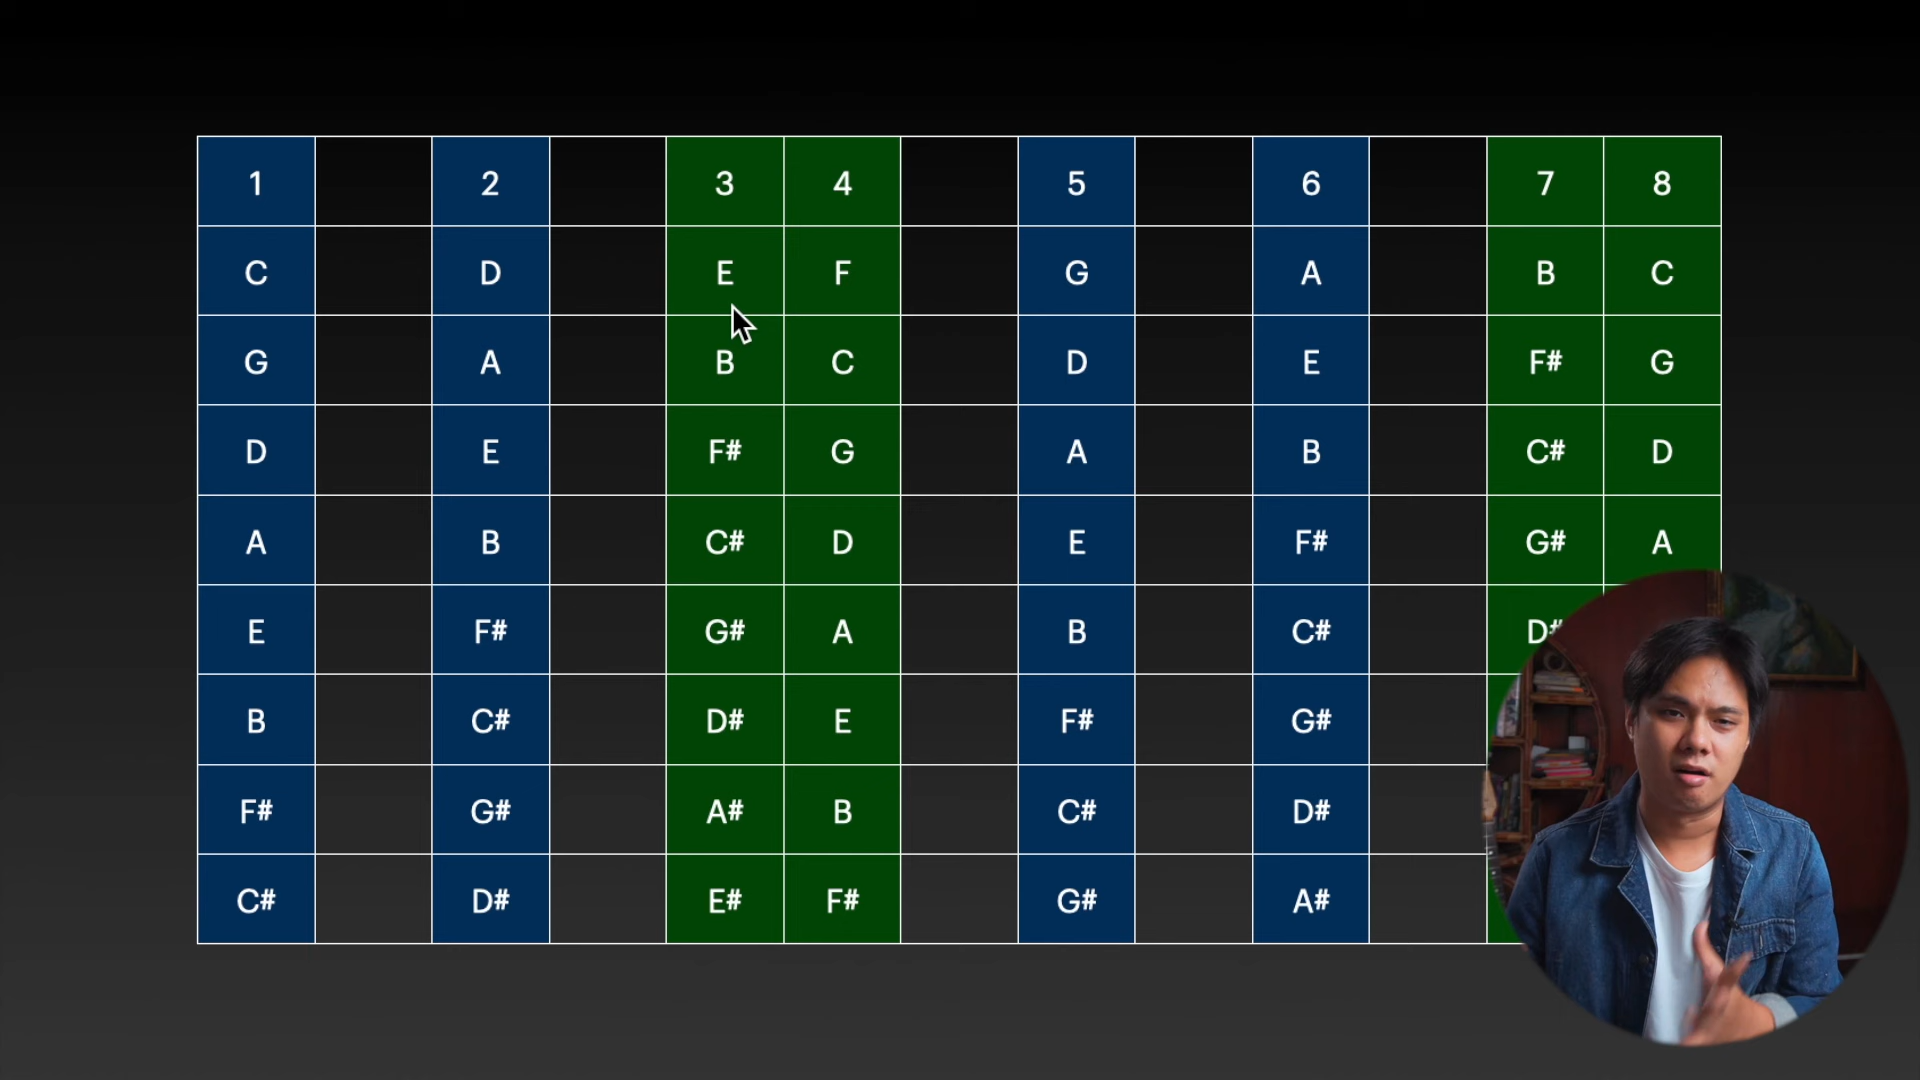 1 2 3 4 5 6 7 8
C D E F G A B C
G A B C D E F# G
D E F# G A B C# D
A B C# D E F# G# A
E F# G# A B C# D#
B C# D# E F# G#
F# G# A# B C# D#
C# D# E# F# G# A#